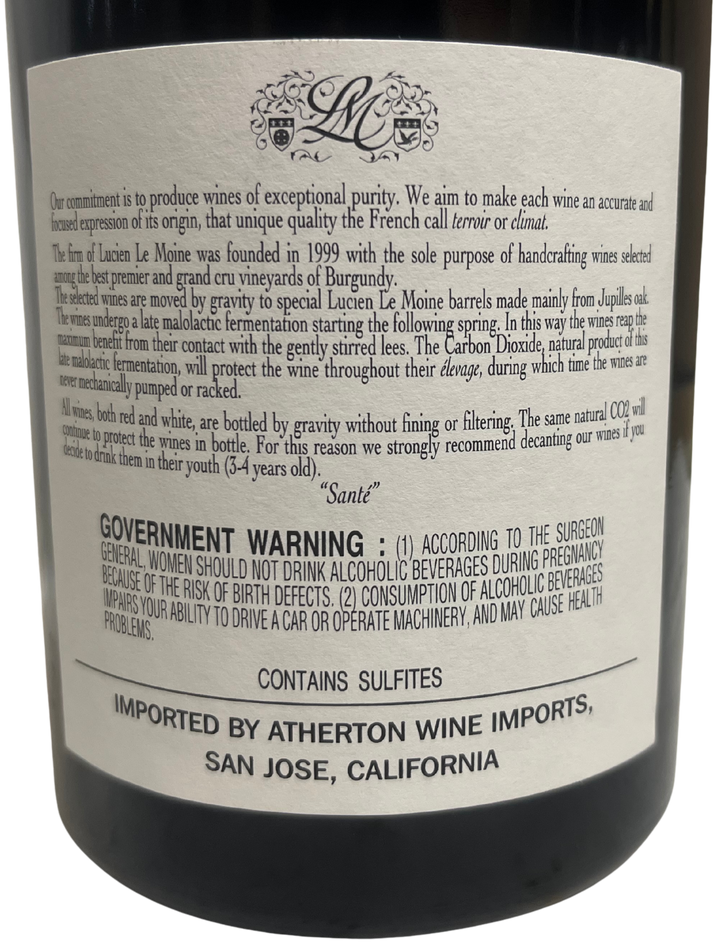 LM
Our commitment is to produce wines of exceptional purity. We aim to make each wine an accurate and
focused expression of its origin, that unique quality the French call terroir or climat.
The firm of Lucien Le Moine was founded in 1999 with the sole purpose of handcrafting wines selected
among the best premier and grand cru vineyards of Burgundy.
The selected wines are moved by gravity to special Lucien Le Moine barrels made mainly from Jupilles oak.
The wines undergo a late malolactic fermentation starting the following spring. In this way the wines reap the
maximum benefit from their contact with the gently stirred lees. The Carbon Dioxide, natural product of this
late malolactic fermentation, will protect the wine throughout their élevage, during which time the wines are
never mechanically pumped or racked.
All wines, both red and white, are bottled by gravity without fining or filtering. The same natural CO2 will
continue to protect the wines in bottle. For this reason we strongly recommend decanting our wines if you
decide to drink them in their youth (3-4 years old).
“Santé”
GOVERNMENT WARNING : (1) ACCORDING TO THE SURGEON
GENERAL, WOMEN SHOULD NOT DRINK ALCOHOLIC BEVERAGES DURING PREGNANCY
BECAUSE OF THE RISK OF BIRTH DEFECTS. (2) CONSUMPTION OF ALCOHOLIC BEVERAGES
IMPAIRS YOUR ABILITY TO DRIVE A CAR OR OPERATE MACHINERY, AND MAY CAUSE HEALTH
PROBLEMS.
CONTAINS SULFITES
IMPORTED BY ATHERTON WINE IMPORTS,
SAN JOSE, CALIFORNIA